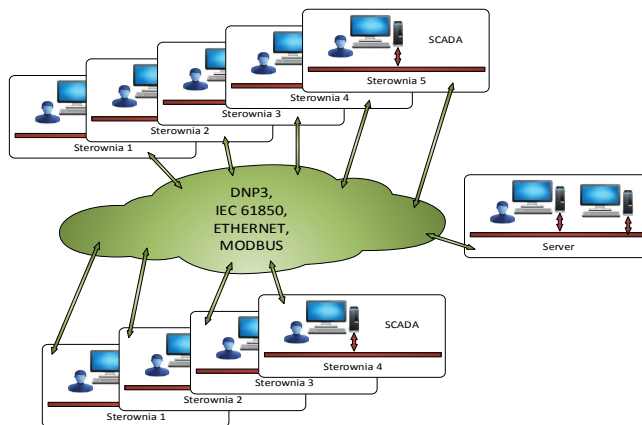 SCADA
Sterownia 5
Sterownia 4
Sterownia 3
Sterownia 2
Sterownia 1
DNP3,
IEC 61850,
ETHERNET,
MODBUS
Server
SCADA
Sterownia 4
Sterownia 3
Sterownia 2
Sterownia 1